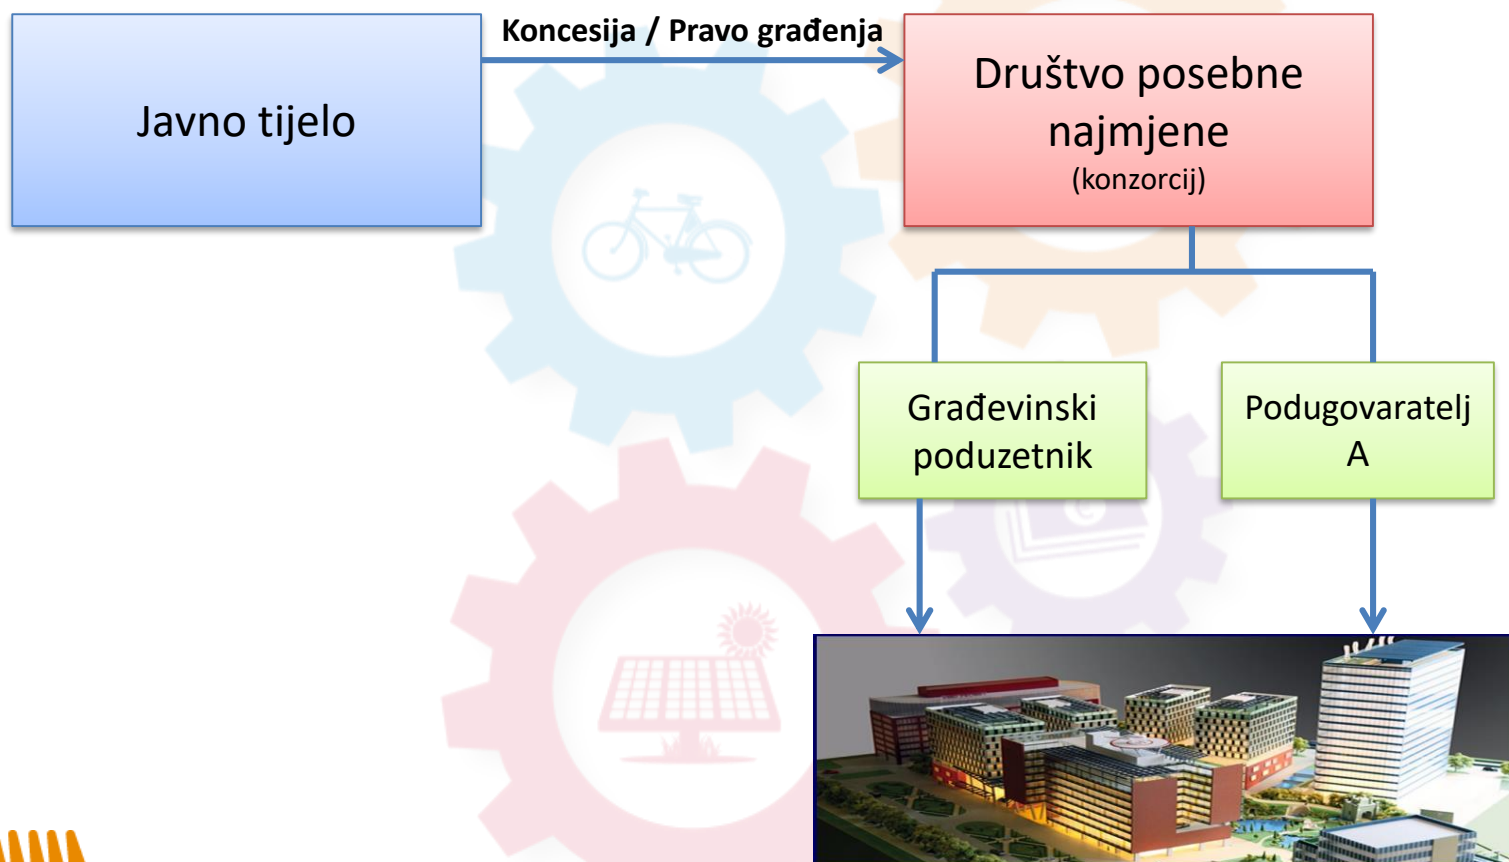 Koncesija / Pravo građenja
Javno tijelo
Društvo posebne
najmjene
(konzorcij)
Građevinski
poduzetnik
Podugovaratelj
A